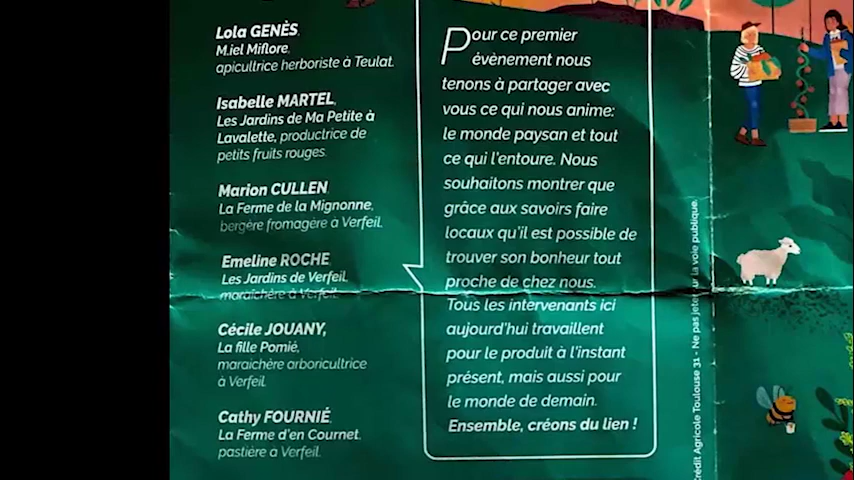 Lola GENÈS,
M.iel Miflore,
apicultrice herboriste à Teulat.
Isabelle MARTEL,
Les Jardins de Ma Petite à
Lavalette, productrice de
petits fruits rouges.
Marion CULLEN,
La Ferme de la Mignonne,
bergère fromagère à Verfeil.
Emeline ROCHE,
Les Jardins de Verfeil,
maraîchère à Verfeil.
Cécile JOUANY,
La fille Pomié,
maraichère arboricultrice
à Verfeil.
Cathy FOURNIÉ,
La Ferme d'en Cournet,
pastière à Verfeil.
Pour ce premier
évènement nous
tenons à partager avec
vous ce qui nous anime:
le monde paysan et tout
ce qui l'entoure. Nous
souhaitons montrer que
grâce aux savoirs faire
locaux qu'il est possible de
trouver son bonheur tout
proche de chez nous.
Tous les intervenants ici
aujourd'hui travaillent
pour le produit à l'instant
présent, mais aussi pour
le monde de demain.
Ensemble, créons du lien !
Crédit Agricole Toulouse 31 - Ne pas jeter sur la voie publique.